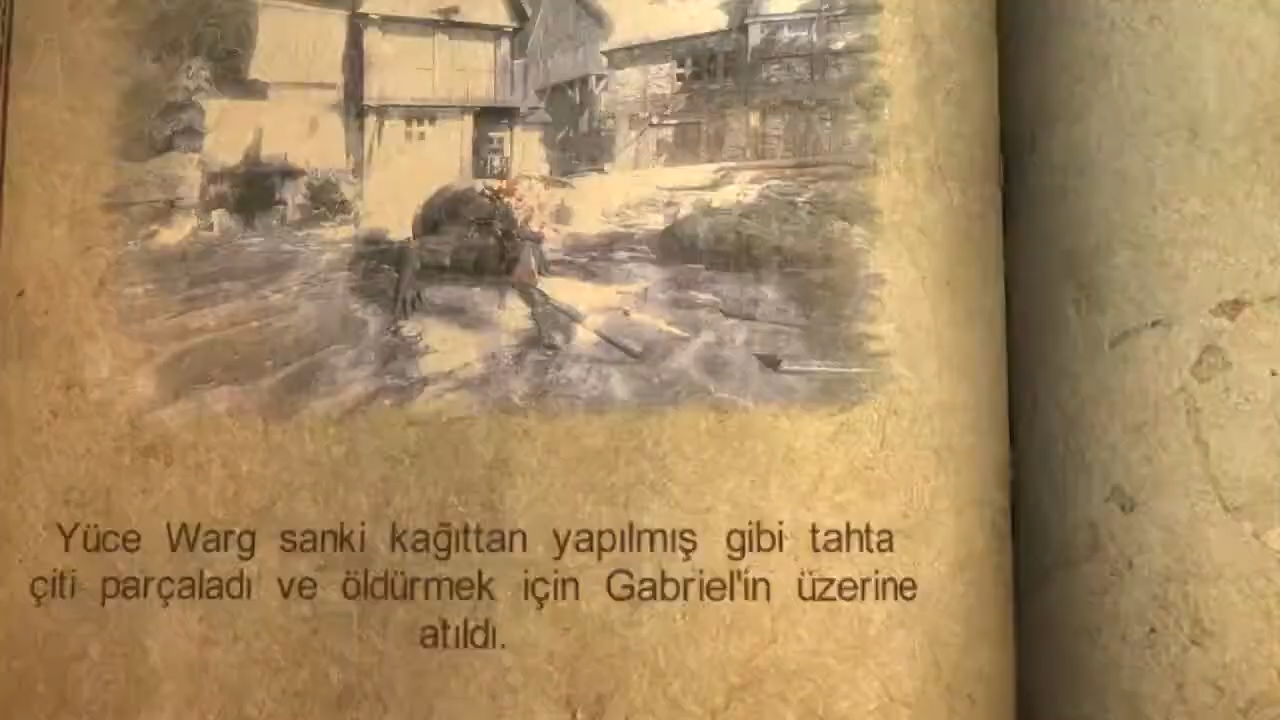 Yüce Warg sanki kağıttan yapılmış gibi tahta
çiti parçaladı ve öldürmek için Gabriel'in üzerine
atıldı.